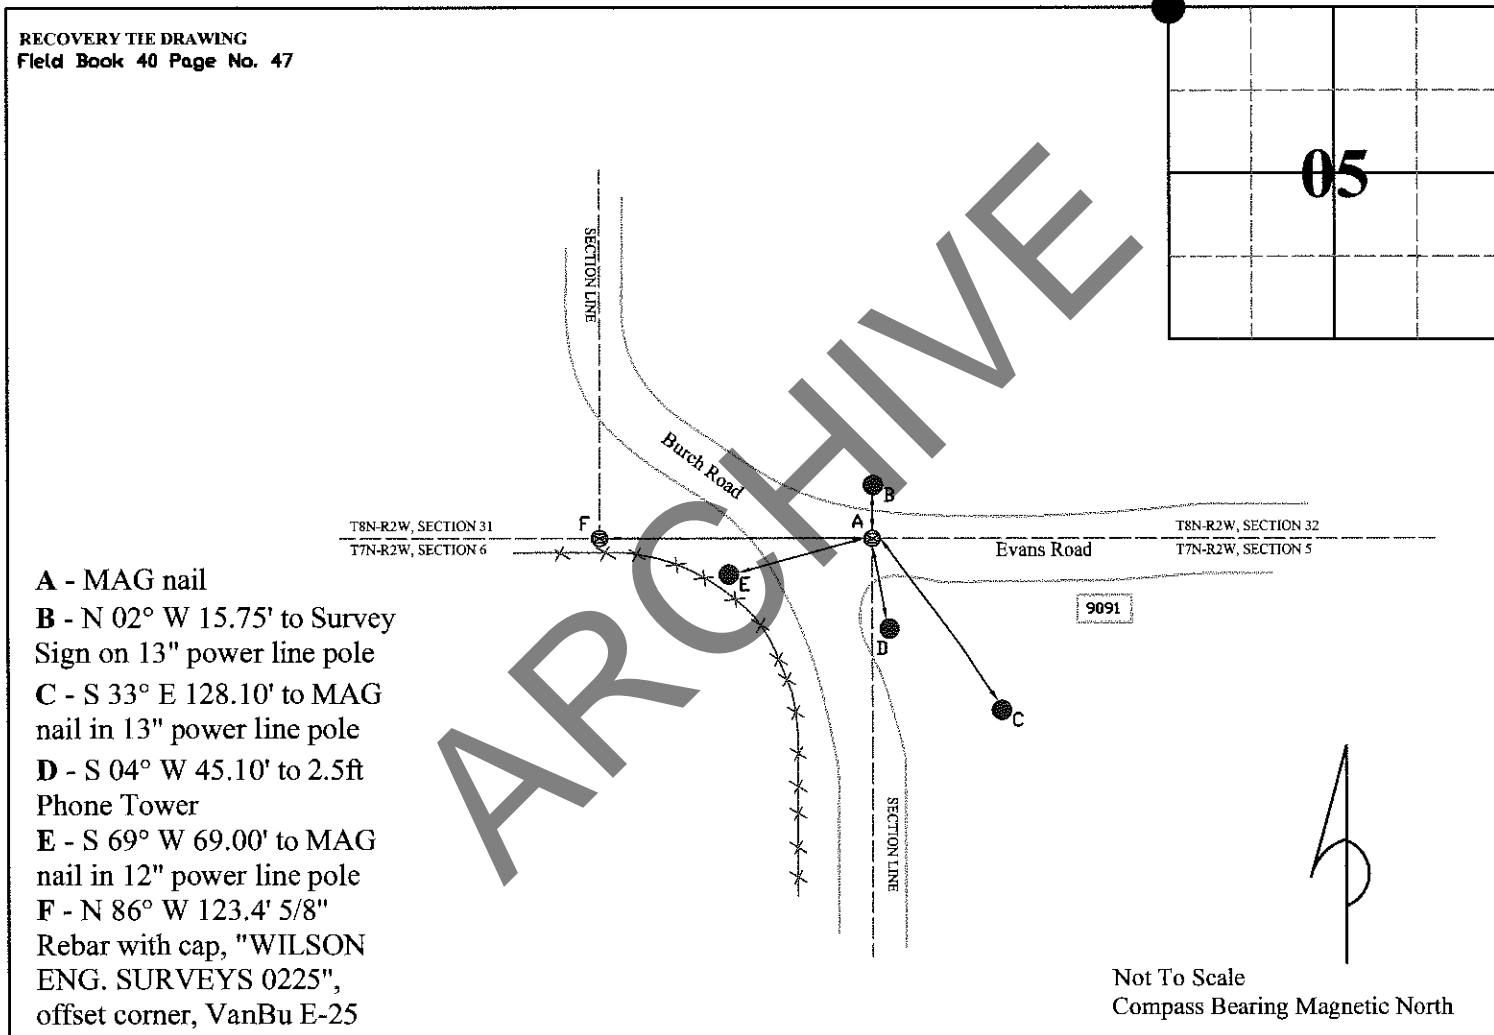 RECOVERY TIE DRAWING
Field Book 40 Page No. 47
05
SECTION LINE
Burch Road
B
A
F
T8N-R2W, SECTION 31
T7N-R2W, SECTION 6
T8N-R2W, SECTION 32
T7N-R2W, SECTION 5
Evans Road
E
9091
D
C
SECTION LINE
ARCHIVE
A - MAG nail
B - N 02° W 15.75' to Survey
Sign on 13" power line pole
C - S 33° E 128.10' to MAG
nail in 13" power line pole
D - S 04° W 45.10' to 2.5ft
Phone Tower
E - S 69° W 69.00' to MAG
nail in 12" power line pole
F - N 86° W 123.4' 5/8"
Rebar with cap, "WILSON
ENG. SURVEYS 0225",
offset corner, VanBu E-25
Not To Scale
Compass Bearing Magnetic North